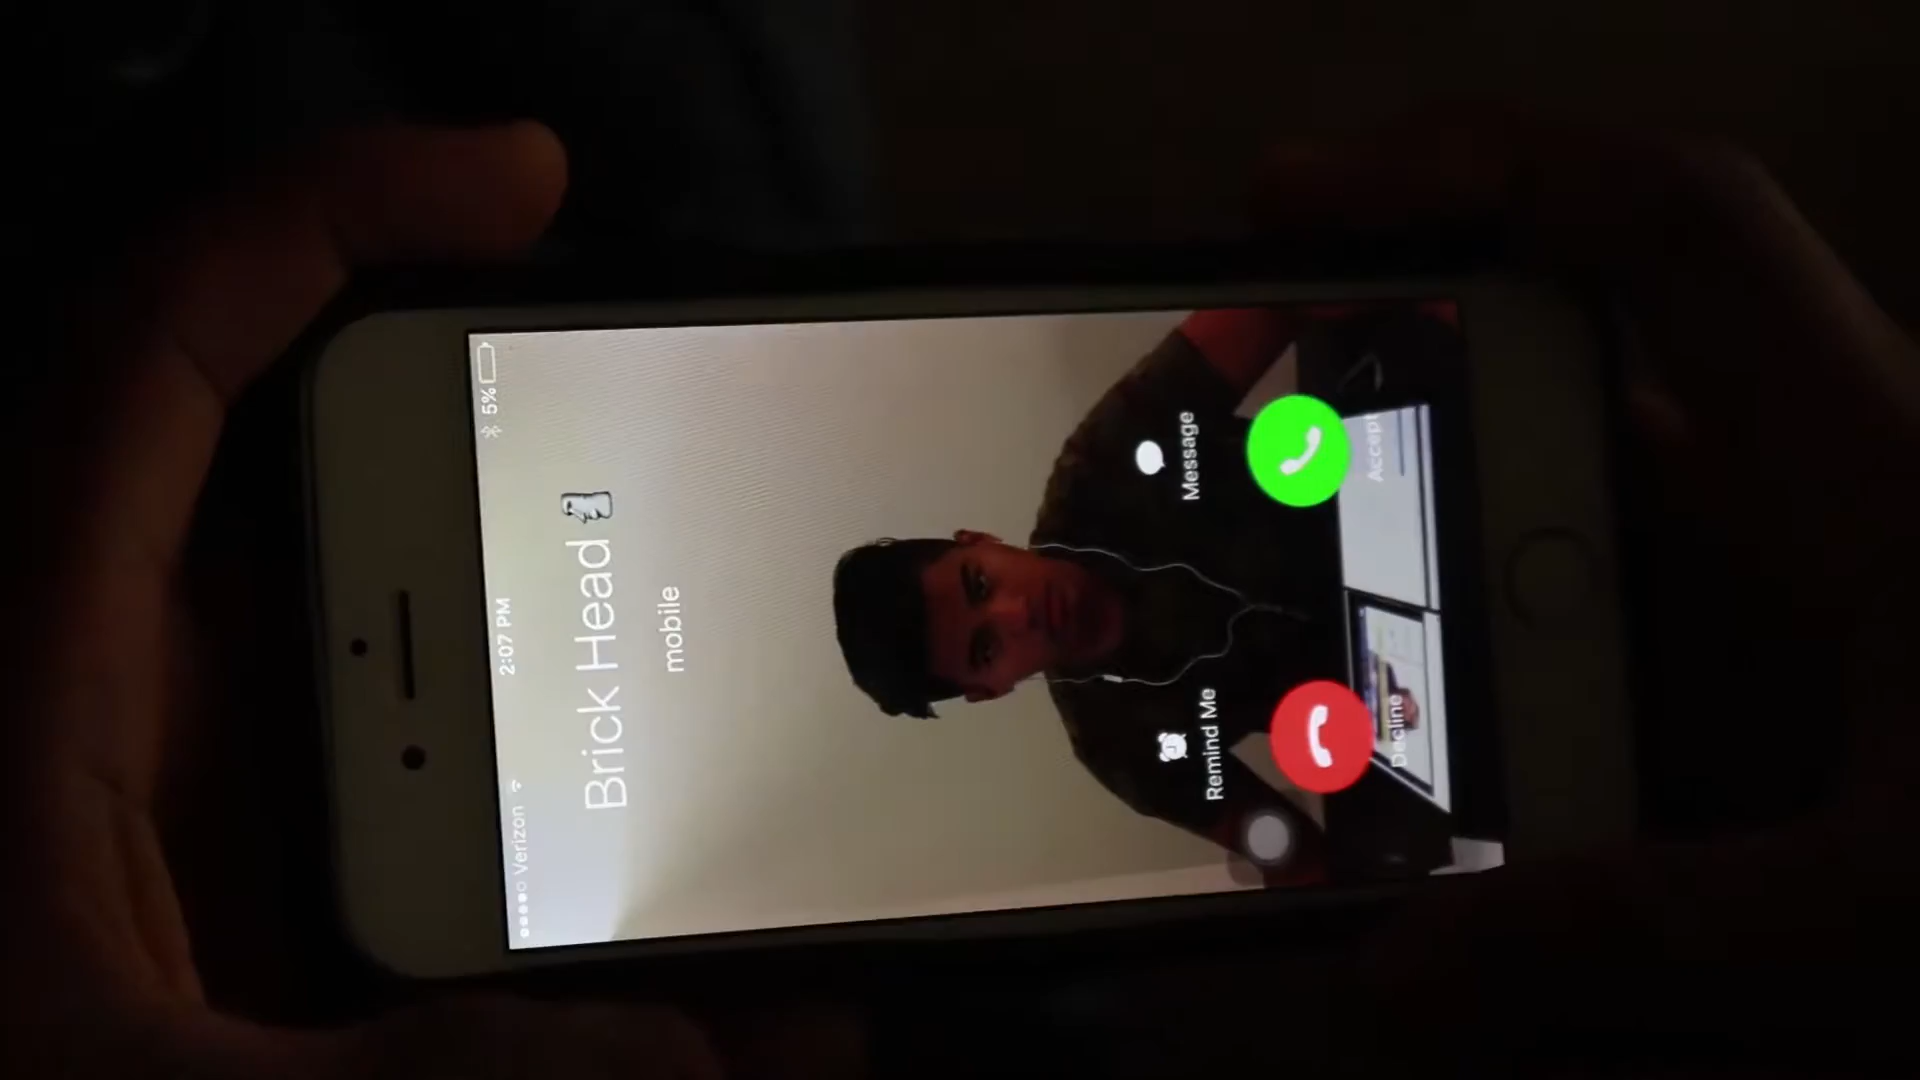 Verizon 2:07 PM 5%
Brick Head 🗿
mobile
Remind Me Message
Decline Accept